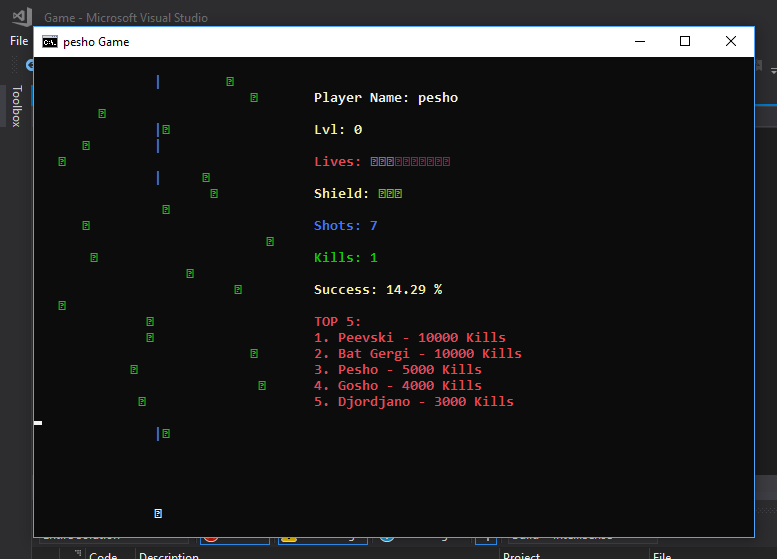 Game - Microsoft Visual Studio
File
pesho Game
Toolbox
Player Name: pesho
Lvl: 0
Lives:
Shield:
Shots: 7
Kills: 1
Success: 14.29 %
TOP 5:
1. Peevski - 10000 Kills
2. Bat Gergi - 10000 Kills
3. Pesho - 5000 Kills
4. Gosho - 4000 Kills
5. Djordjano - 3000 Kills
Code Description Project File